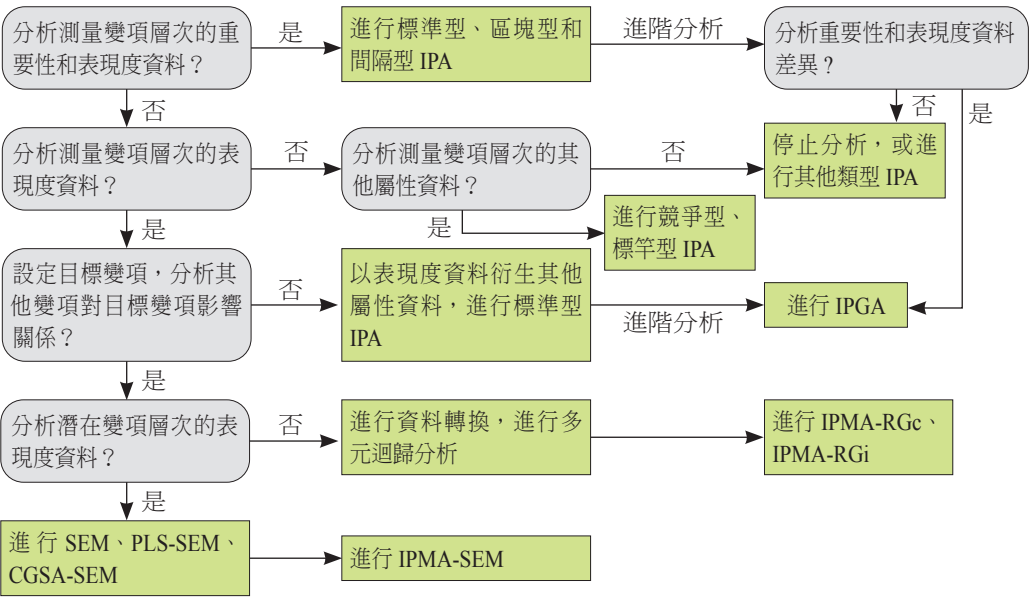 分析測量變項層次的重
要性和表現度資料？
是
進行標準型、區塊型和
間隔型 IPA
進階分析
分析重要性和表現度資料
差異？
否
否
是
分析測量變項層次的表
現度資料？
否
分析測量變項層次的其
他屬性資料？
否
停止分析，或進
行其他類型 IPA
是
是
進行競爭型、
標竿型 IPA
設定目標變項，分析其
他變項對目標變項影響
關係？
否
以表現度資料衍生其他
屬性資料，進行標準型
IPA
進階分析
進行 IPGA
是
分析潛在變項層次的表
現度資料？
否
進行資料轉換，進行多
元迴歸分析
進行 IPMA-RGc、
IPMA-RGi
是
進行 SEM、PLS-SEM、
CGSA-SEM
進行 IPMA-SEM